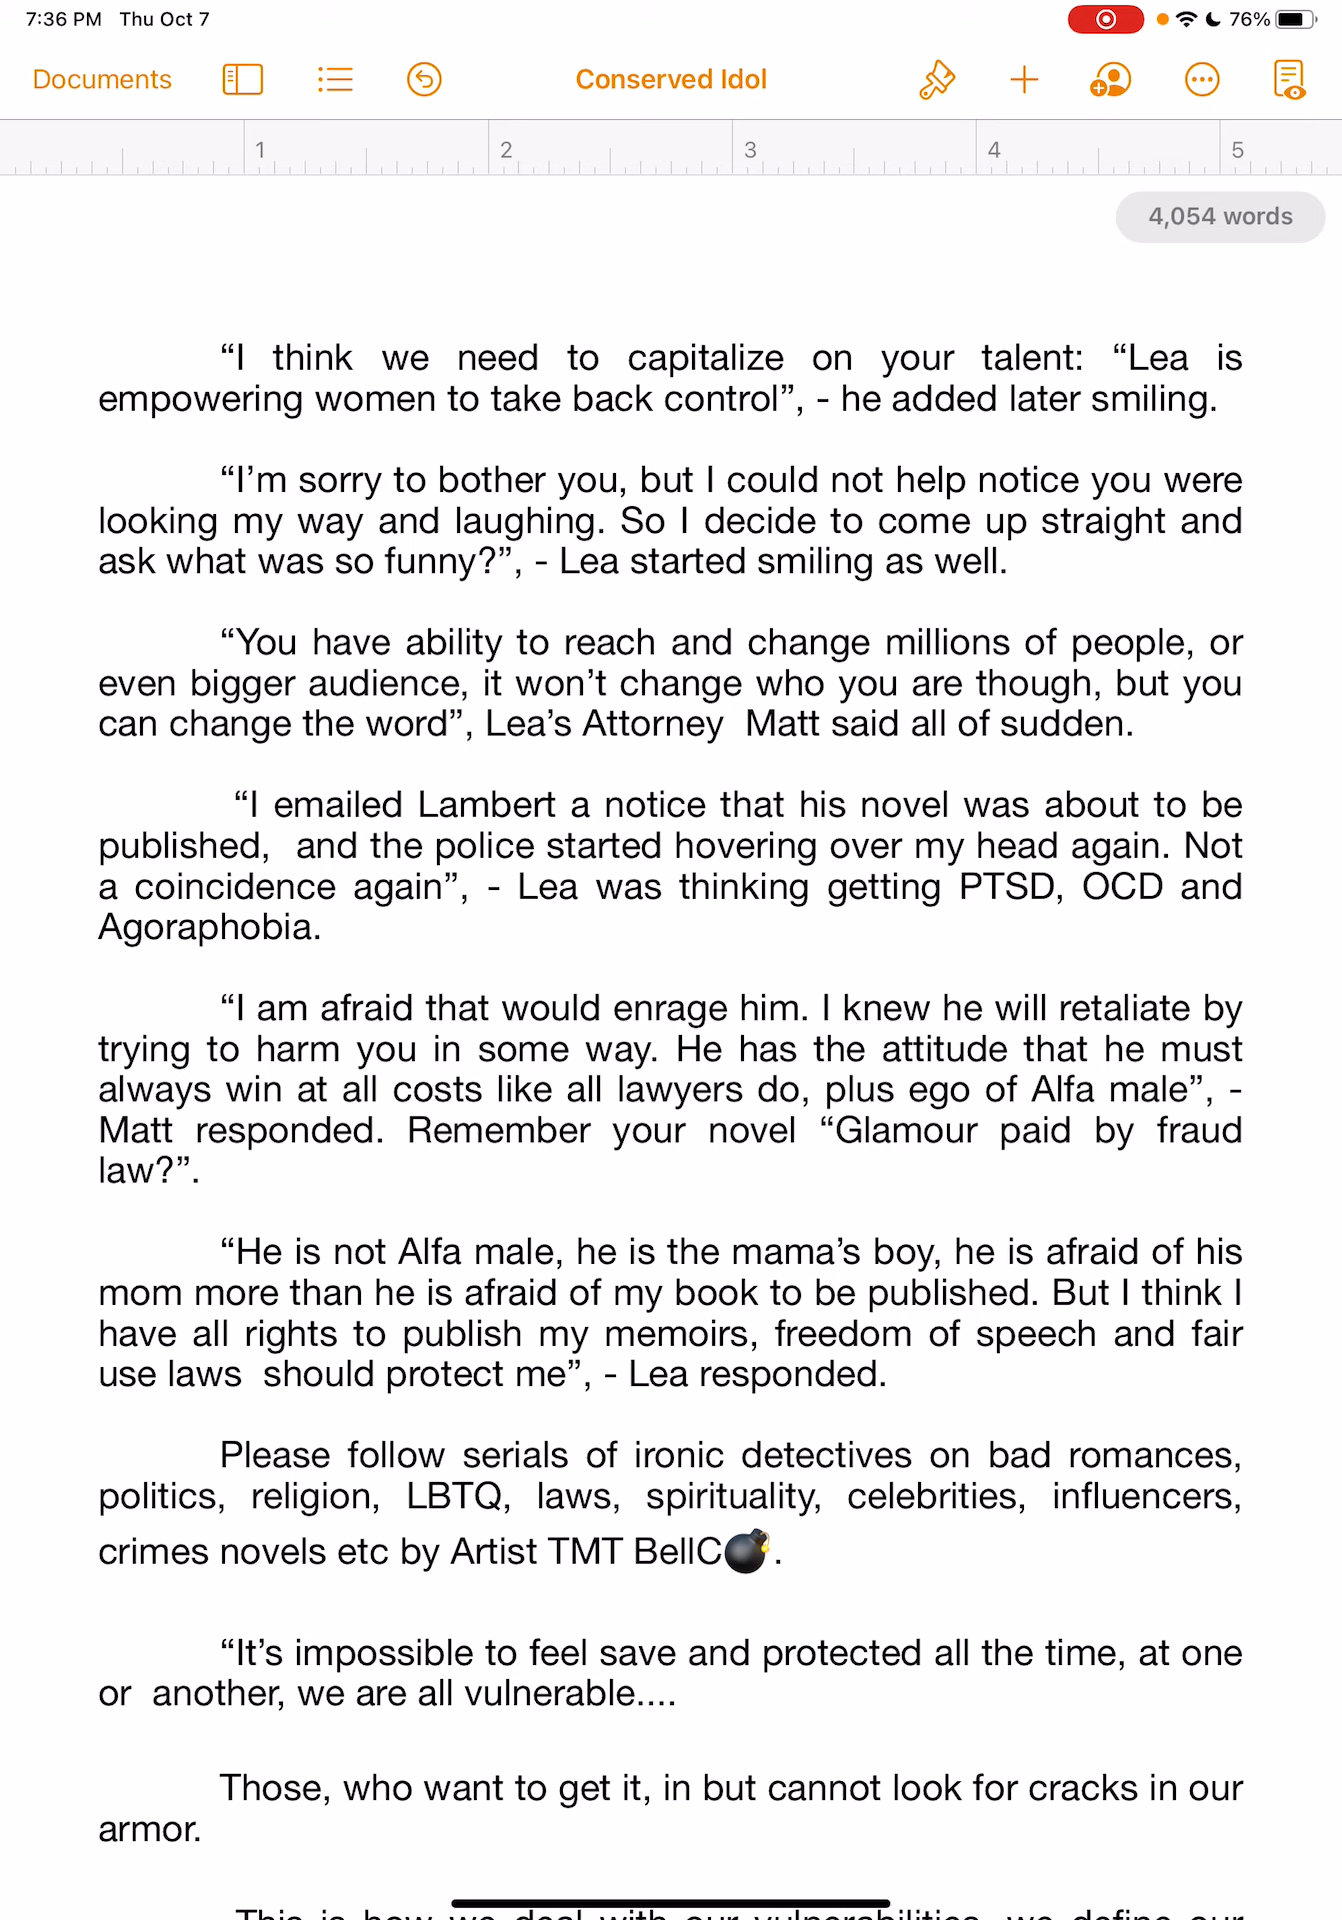 7:36 PM Thu Oct 7
76%
Documents
Conserved Idol
1 2 3 4 5
4,054 words
“I think we need to capitalize on your talent: “Lea is
empowering women to take back control”, - he added later smiling.
“I’m sorry to bother you, but I could not help notice you were
looking my way and laughing. So I decide to come up straight and
ask what was so funny?”, - Lea started smiling as well.
“You have ability to reach and change millions of people, or
even bigger audience, it won’t change who you are though, but you
can change the word”, Lea’s Attorney  Matt said all of sudden.
“I emailed Lambert a notice that his novel was about to be
published,  and the police started hovering over my head again. Not
a coincidence again”, - Lea was thinking getting PTSD, OCD and
Agoraphobia.
“I am afraid that would enrage him. I knew he will retaliate by
trying to harm you in some way. He has the attitude that he must
always win at all costs like all lawyers do, plus ego of Alfa male”, -
Matt responded. Remember your novel “Glamour paid by fraud
law?”.
“He is not Alfa male, he is the mama’s boy, he is afraid of his
mom more than he is afraid of my book to be published. But I think I
have all rights to publish my memoirs, freedom of speech and fair
use laws  should protect me”, - Lea responded.
Please follow serials of ironic detectives on bad romances,
politics, religion, LBTQ, laws, spirituality, celebrities, influencers,
crimes novels etc by Artist TMT BellC💣.
“It’s impossible to feel save and protected all the time, at one
or  another, we are all vulnerable....
Those, who want to get it, in but cannot look for cracks in our
armor.
This is how we deal with our vulnerabilities, we define our